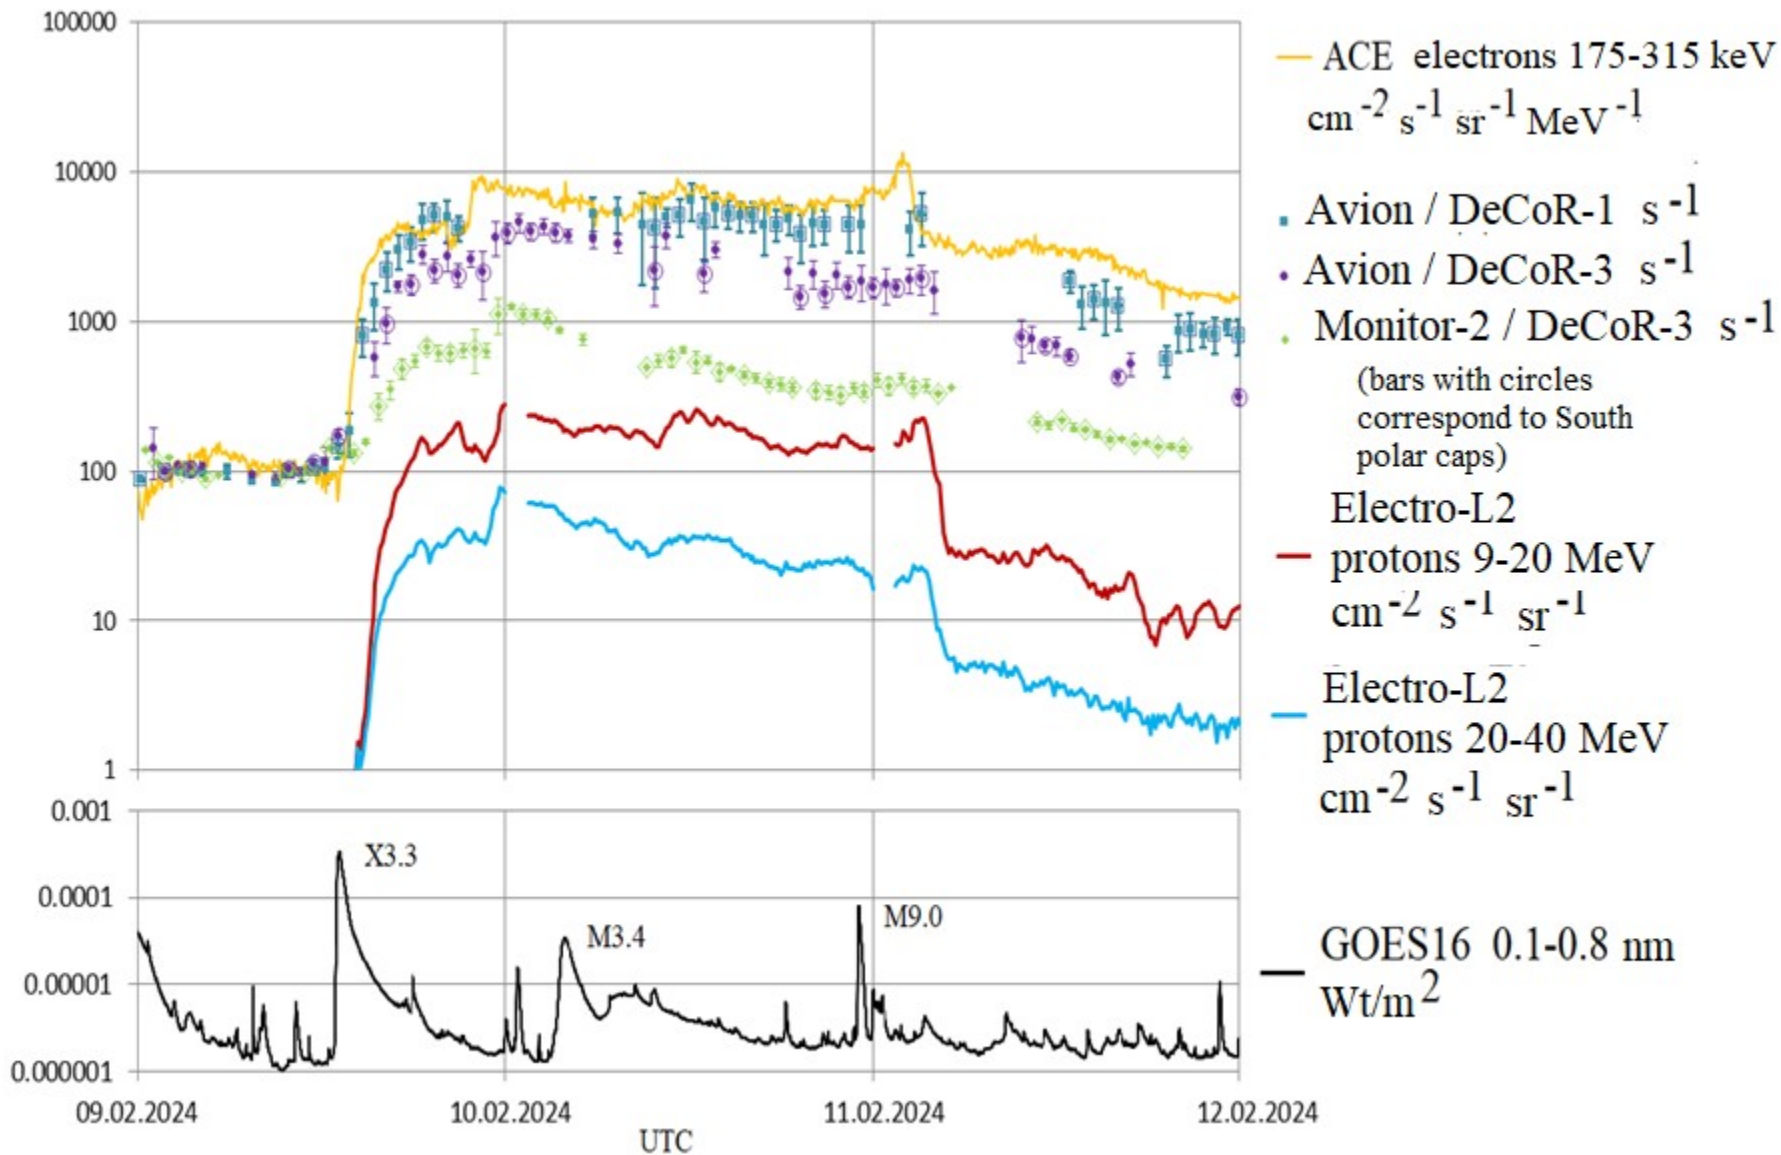 100000
10000
1000
100
10
1
ACE electrons 175-315 keV
cm⁻² s⁻¹ sr⁻¹ MeV⁻¹
Avion / DeCoR-1 s⁻¹
Avion / DeCoR-3 s⁻¹
Monitor-2 / DeCoR-3 s⁻¹
(bars with circles
correspond to South
polar caps)
Electro-L2
protons 9-20 MeV
cm⁻² s⁻¹ sr⁻¹
Electro-L2
protons 20-40 MeV
cm⁻² s⁻¹ sr⁻¹
0.001
0.0001
0.00001
0.000001
X3.3
M3.4
M9.0
GOES16 0.1-0.8 nm
Wt/m²
09.02.2024
10.02.2024
11.02.2024
12.02.2024
UTC